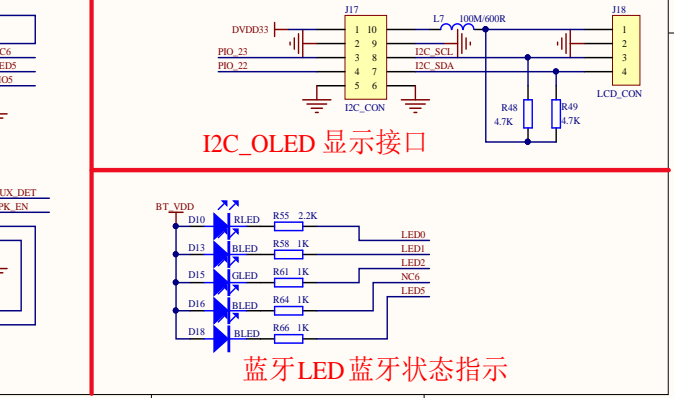 J17
L7 100M/600R
J18
DVDD33
1 10
1
2 9
2
C6
PIO_23
3 8
I2C_SCL
3
ED5
PIO_22
4 7
I2C_SDA
4
IO5
5 6
LCD_CON
I2C_CON
R48
R49
4.7K
4.7K
I2C_OLED 显示接口
UX_DET
PK_EN
BT_VDD
D10 RLED R55 2.2K
LED0
D13 BLED R58 1K
LED1
D15 GLED R61 1K
LED2
NC6
D16 BLED R64 1K
LED5
D18 BLED R66 1K
蓝牙LED 蓝牙状态指示